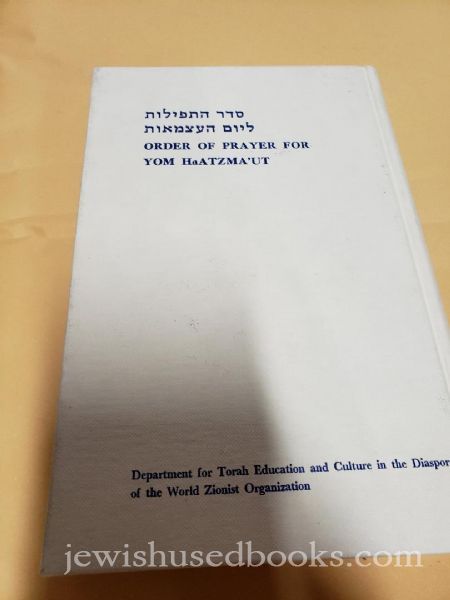 סדר התפילות
ליום העצמאות
ORDER OF PRAYER FOR
YOM HaATZMA'UT
Department for Torah Education and Culture in the Diaspor
of the World Zionist Organization
jewishusedbooks.com